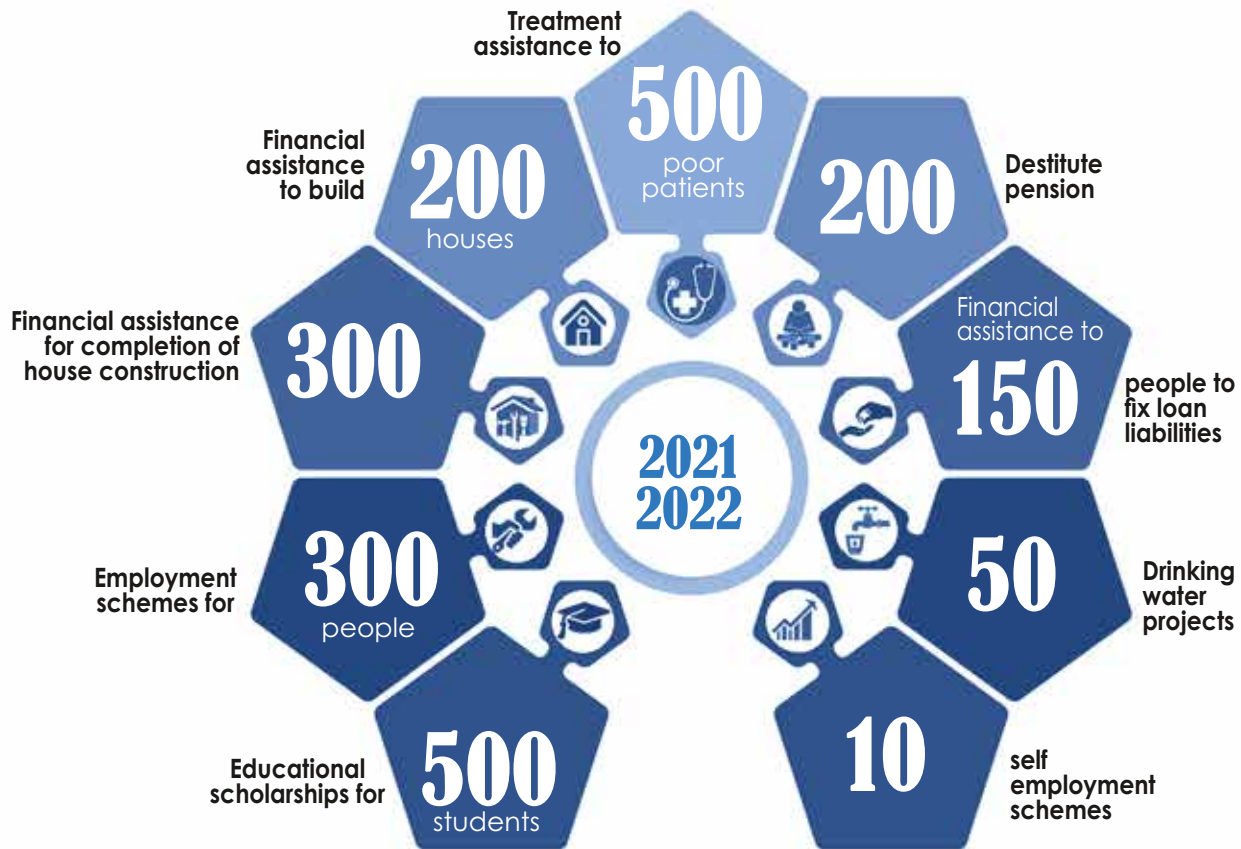 Treatment
assistance to
500
poor
patients
Financial
assistance
to build
200
houses
200
Destitute
pension
Financial assistance
for completion of
house construction
300
Financial
assistance to
150
people to
fix loan
liabilities
2021
2022
Employment
schemes for
300
people
50
Drinking
water
projects
Educational
scholarships for
500
students
10
self
employment
schemes